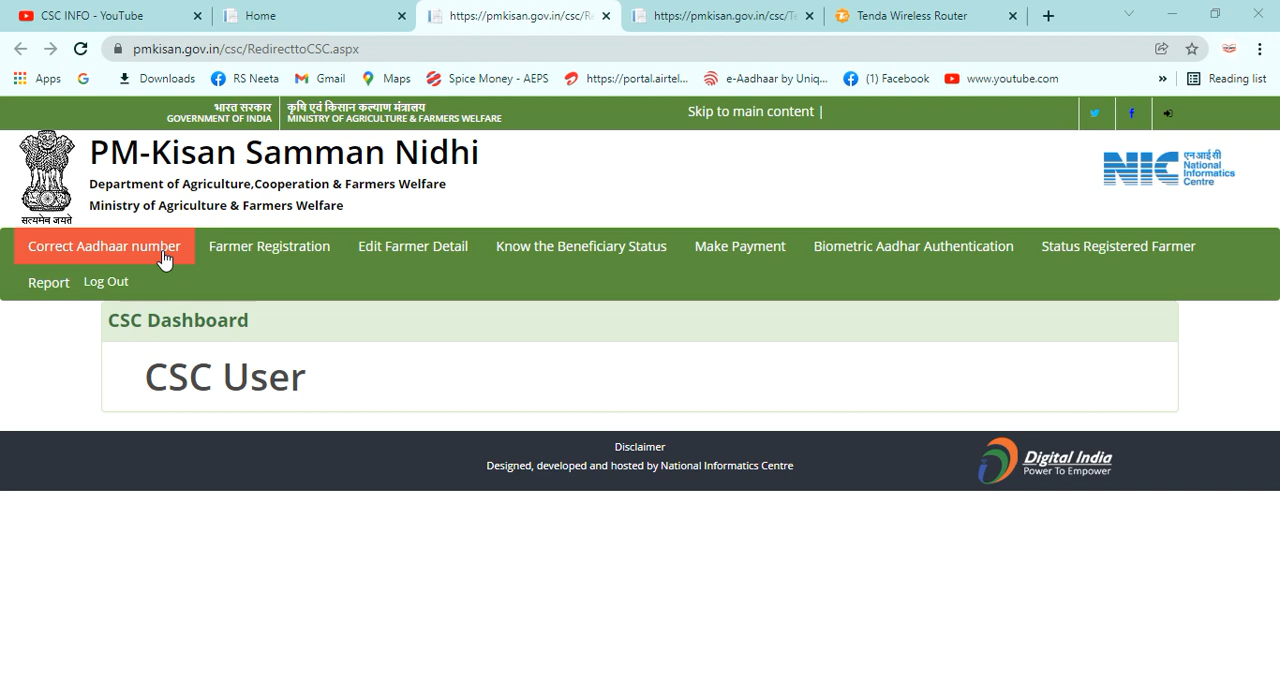 CSC INFO - YouTube
Home
https://pmkisan.gov.in/csc/Re
https://pmkisan.gov.in/csc/Te
Tenda Wireless Router
pmkisan.gov.in/csc/RedirecttoCSC.aspx
Apps
Downloads
RS Neeta
Gmail
Maps
Spice Money - AEPS
https://portal.airtel...
e-Aadhaar by Uniq...
(1) Facebook
www.youtube.com
»
Reading list
भारत सरकार
GOVERNMENT OF INDIA
कृषि एवं किसान कल्याण मंत्रालय
MINISTRY OF AGRICULTURE & FARMERS WELFARE
Skip to main content |
PM-Kisan Samman Nidhi
Department of Agriculture,Cooperation & Farmers Welfare
Ministry of Agriculture & Farmers Welfare
सत्यमेव जयते
NIC
एनआईसी
National
Informatics
Centre
Correct Aadhaar number
Farmer Registration
Edit Farmer Detail
Know the Beneficiary Status
Make Payment
Biometric Aadhar Authentication
Status Registered Farmer
Report
Log Out
CSC Dashboard
CSC User
Disclaimer
Designed, developed and hosted by National Informatics Centre
Digital India
Power To Empower